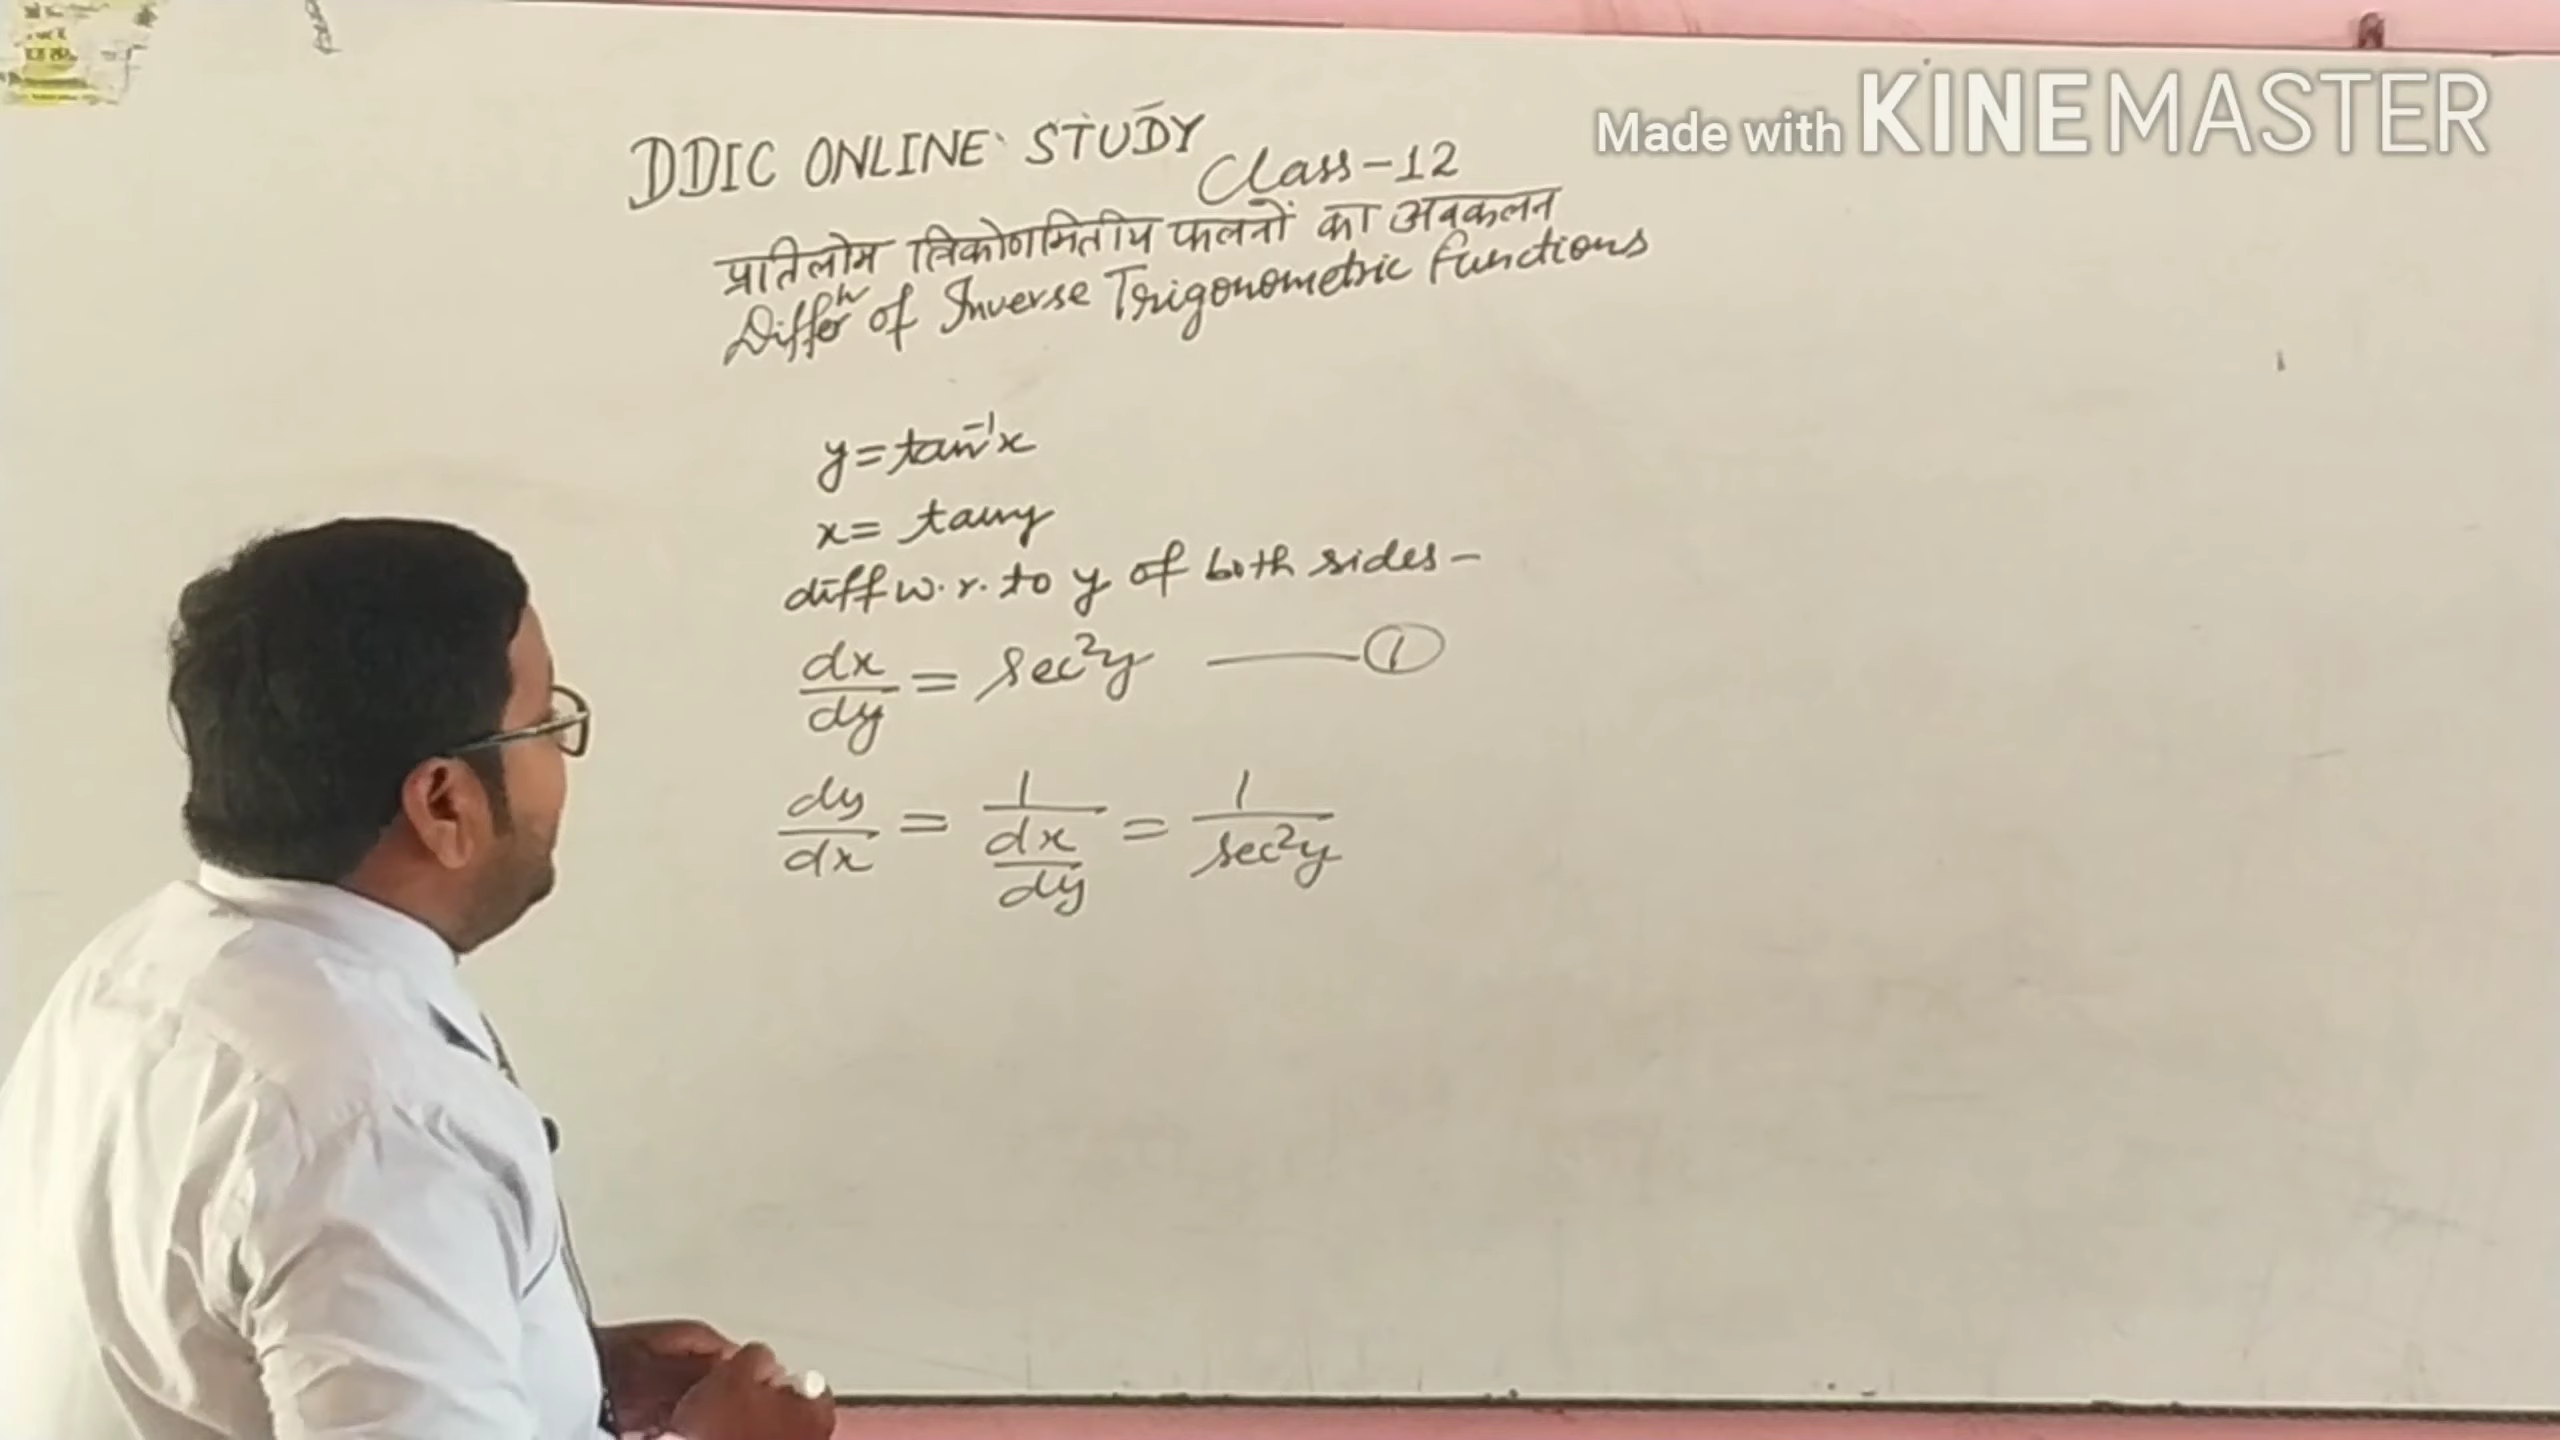 Made with KINEMASTER
DDIC ONLINE STUDY
Class-12
प्रतिलोम त्रिकोणमितीय फलनों का अवकलन
Differⁿ of Inverse Trigonometric functions
y = tan⁻¹x
x = tany
diff w.r. to y of both sides -
dx/dy = sec²y ——— ①
dy/dx = 1/(dx/dy) = 1/sec²y